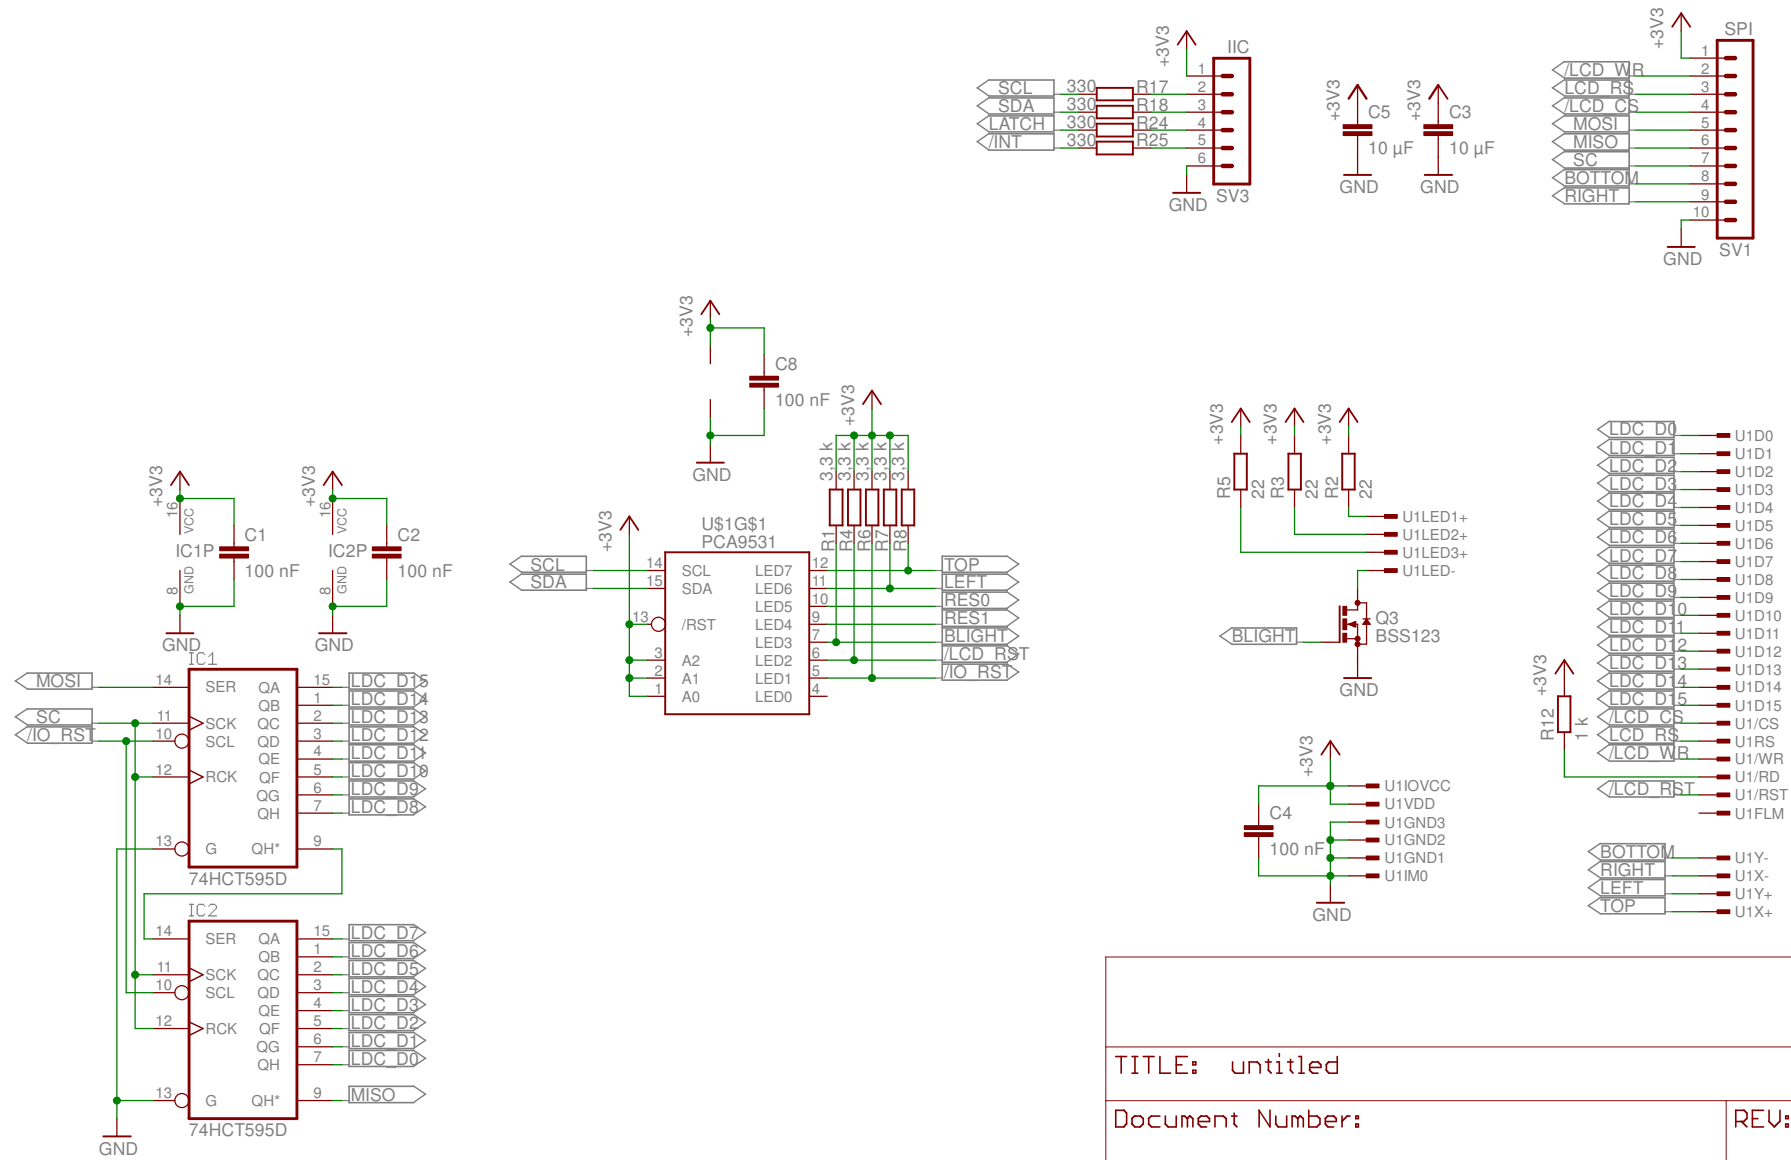 +3V3
IIC
1
SCL 330 R17 2
SDA 330 R18 3
LATCH 330 R24 4
/INT 330 R25 5
6
GND
SV3
+3V3
C5
10 µF
GND
+3V3
C3
10 µF
GND
+3V3
SPI
1
/LCD_WR 2
LCD_RS 3
/LCD_CS 4
MOSI 5
MISO 6
SC 7
BOTTOM 8
RIGHT 9
10
GND
SV1
+3V3
C8
100 nF
GND
+3V3
3,3 k 3,3 k 3,3 k 3,3 k
R1 R4 R6 R7 R8
+3V3
U$1G$1
PCA9531
SCL 14 SCL LED7 12 TOP
SDA 15 SDA LED6 11 LEFT
LED5 10 RES0
13 /RST LED4 9 RES1
LED3 7 BLIGHT
3 A2 LED2 6 /LCD_RST
2 A1 LED1 5 /IO_RST
1 A0 LED0 4
+3V3
16
VCC
IC1P
8
GND
C1
100 nF
GND
+3V3
16
VCC
IC2P
8
GND
C2
100 nF
GND
IC1
MOSI 14 SER QA 15 LDC_D15
QB 1 LDC_D14
SC 11 SCK QC 2 LDC_D13
/IO_RST 10 SCL QD 3 LDC_D12
QE 4 LDC_D11
12 RCK QF 5 LDC_D10
QG 6 LDC_D9
QH 7 LDC_D8
13 G QH* 9
74HCT595D
IC2
14 SER QA 15 LDC_D7
QB 1 LDC_D6
11 SCK QC 2 LDC_D5
10 SCL QD 3 LDC_D4
QE 4 LDC_D3
12 RCK QF 5 LDC_D2
QG 6 LDC_D1
QH 7 LDC_D0
13 G QH* 9 MISO
74HCT595D
GND
+3V3 +3V3 +3V3
R5 22 R3 22 R2 22
U1LED1+
U1LED2+
U1LED3+
U1LED-
BLIGHT
Q3
BSS123
GND
+3V3
C4
100 nF
U1IOVCC
U1VDD
U1GND3
U1GND2
U1GND1
U1IM0
GND
LDC_D0 U1D0
LDC_D1 U1D1
LDC_D2 U1D2
LDC_D3 U1D3
LDC_D4 U1D4
LDC_D5 U1D5
LDC_D6 U1D6
LDC_D7 U1D7
LDC_D8 U1D8
LDC_D9 U1D9
LDC_D10 U1D10
LDC_D11 U1D11
LDC_D12 U1D12
LDC_D13 U1D13
LDC_D14 U1D14
LDC_D15 U1D15
/LCD_CS U1/CS
LCD_RS U1RS
/LCD_WR U1/WR
U1/RD
/LCD_RST U1/RST
U1FLM
+3V3
R12
1 k
BOTTOM U1Y-
RIGHT U1X-
LEFT U1Y+
TOP U1X+
TITLE: untitled
Document Number:
REV: